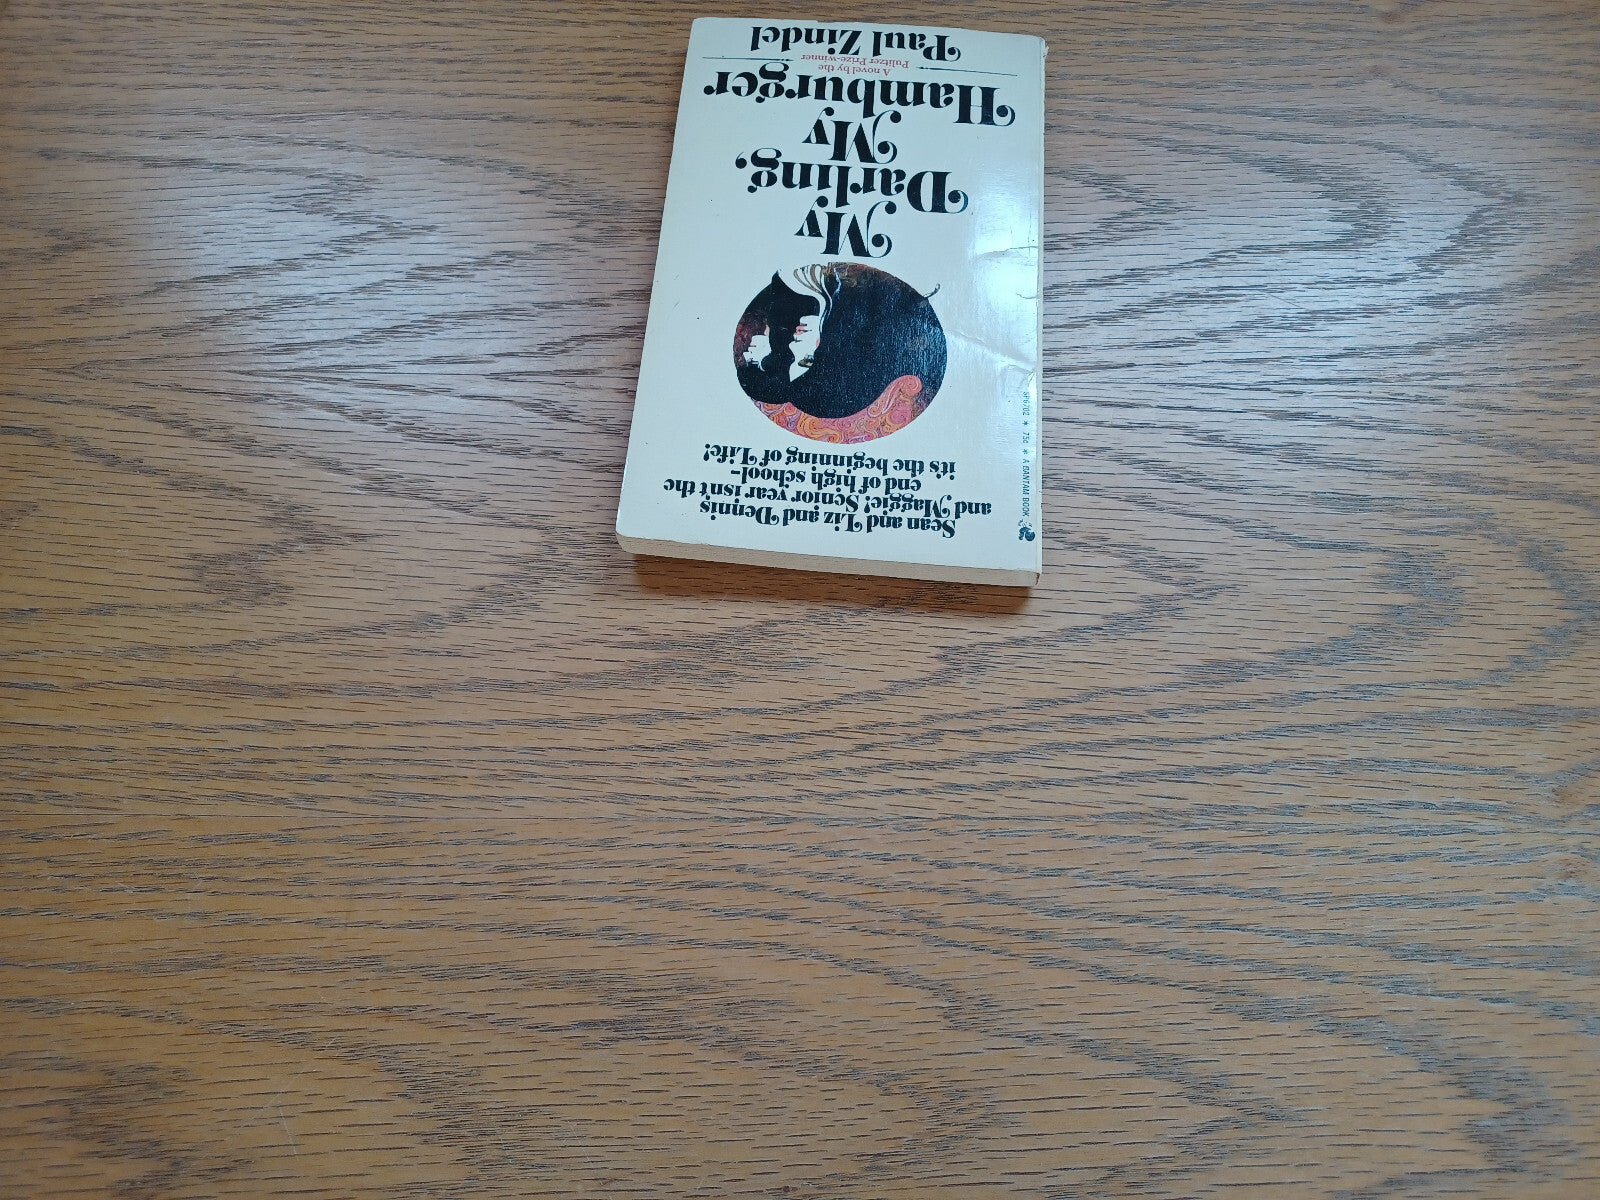 SP6702 * 75¢ * A BANTAM BOOK
Sean and Liz and Dennis
and Maggie! Senior year isn't the
end of high school–
it's the beginning of Life!
My
Darling,
My
Hamburger
A novel by the
Pulitzer Prize-winner
Paul Zindel